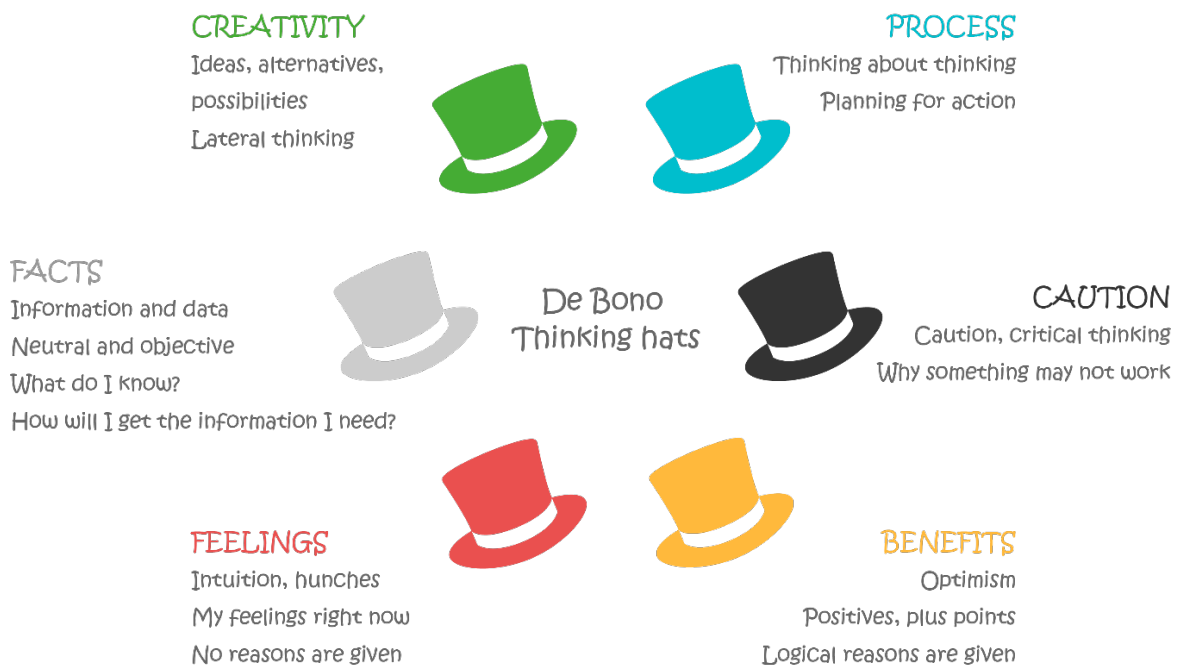 CREATIVITY
Ideas, alternatives,
possibilities
Lateral thinking
PROCESS
Thinking about thinking
Planning for action
FACTS
Information and data
Neutral and objective
What do I know?
How will I get the information I need?
De Bono
Thinking hats
CAUTION
Caution, critical thinking
Why something may not work
FEELINGS
Intuition, hunches
My feelings right now
No reasons are given
BENEFITS
Optimism
Positives, plus points
Logical reasons are given